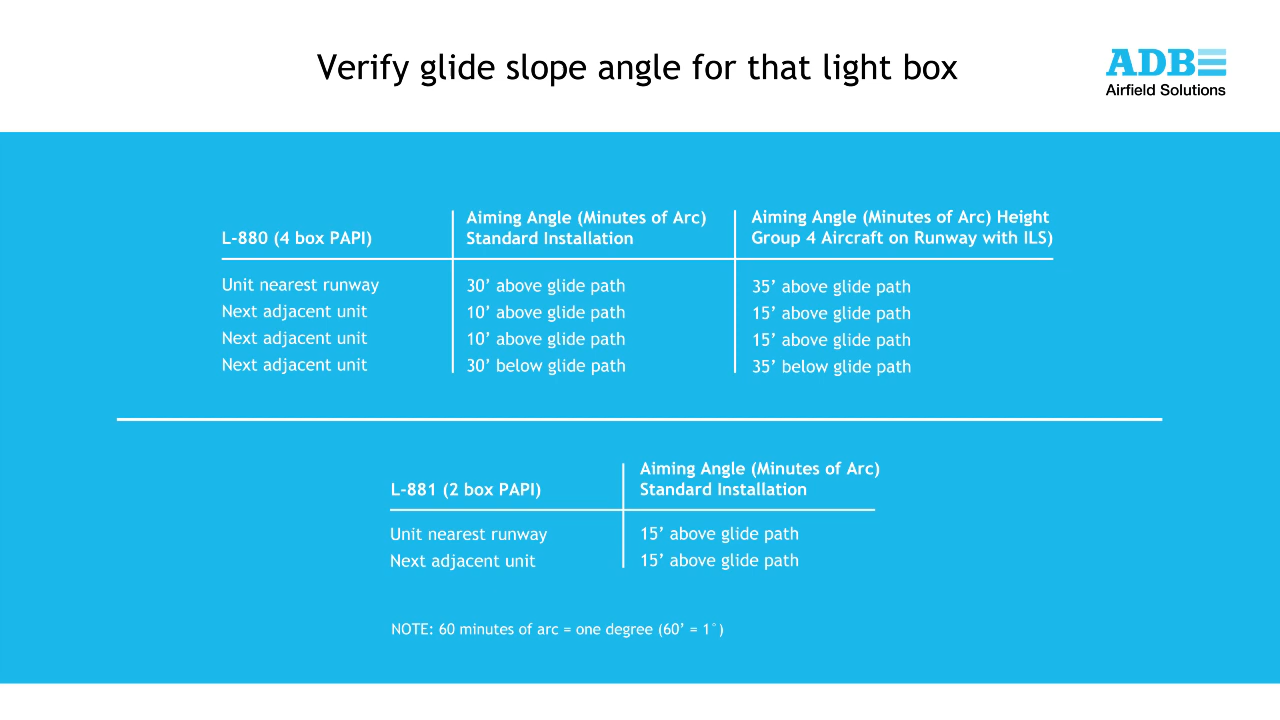 Verify glide slope angle for that light box
ADB
Airfield Solutions
L-880 (4 box PAPI)
Aiming Angle (Minutes of Arc)
Standard Installation
Aiming Angle (Minutes of Arc) Height
Group 4 Aircraft on Runway with ILS)
Unit nearest runway 30’ above glide path 35’ above glide path
Next adjacent unit 10’ above glide path 15’ above glide path
Next adjacent unit 10’ above glide path 15’ above glide path
Next adjacent unit 30’ below glide path 35’ below glide path
L-881 (2 box PAPI)
Aiming Angle (Minutes of Arc)
Standard Installation
Unit nearest runway 15’ above glide path
Next adjacent unit 15’ above glide path
NOTE: 60 minutes of arc = one degree (60’ = 1°)